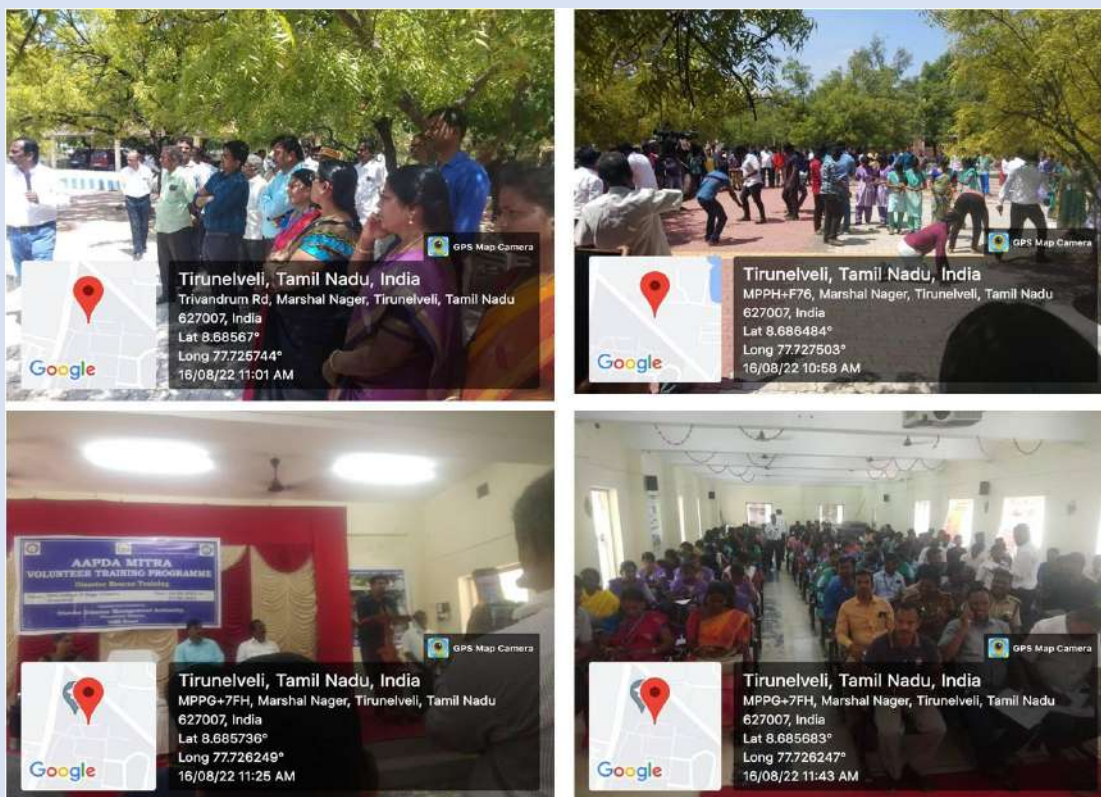 GPS Map Camera
Google
Tirunelveli, Tamil Nadu, India
Trivandrum Rd, Marshal Nager, Tirunelveli, Tamil Nadu
627007, India
Lat 8.68567°
Long 77.725744°
16/08/22 11:01 AM
GPS Map Camera
Google
Tirunelveli, Tamil Nadu, India
MPPH+F76, Marshal Nager, Tirunelveli, Tamil Nadu
627007, India
Lat 8.686484°
Long 77.727503°
16/08/22 10:58 AM
AAPDA MITRA
VOLUNTEER TRAINING PROGRAMME
Disaster Rescue Training
GPS Map Camera
Google
Tirunelveli, Tamil Nadu, India
MPPG+7FH, Marshal Nager, Tirunelveli, Tamil Nadu
627007, India
Lat 8.685736°
Long 77.726249°
16/08/22 11:25 AM
GPS Map Camera
Google
Tirunelveli, Tamil Nadu, India
MPPG+7FH, Marshal Nager, Tirunelveli, Tamil Nadu
627007, India
Lat 8.685683°
Long 77.726247°
16/08/22 11:43 AM